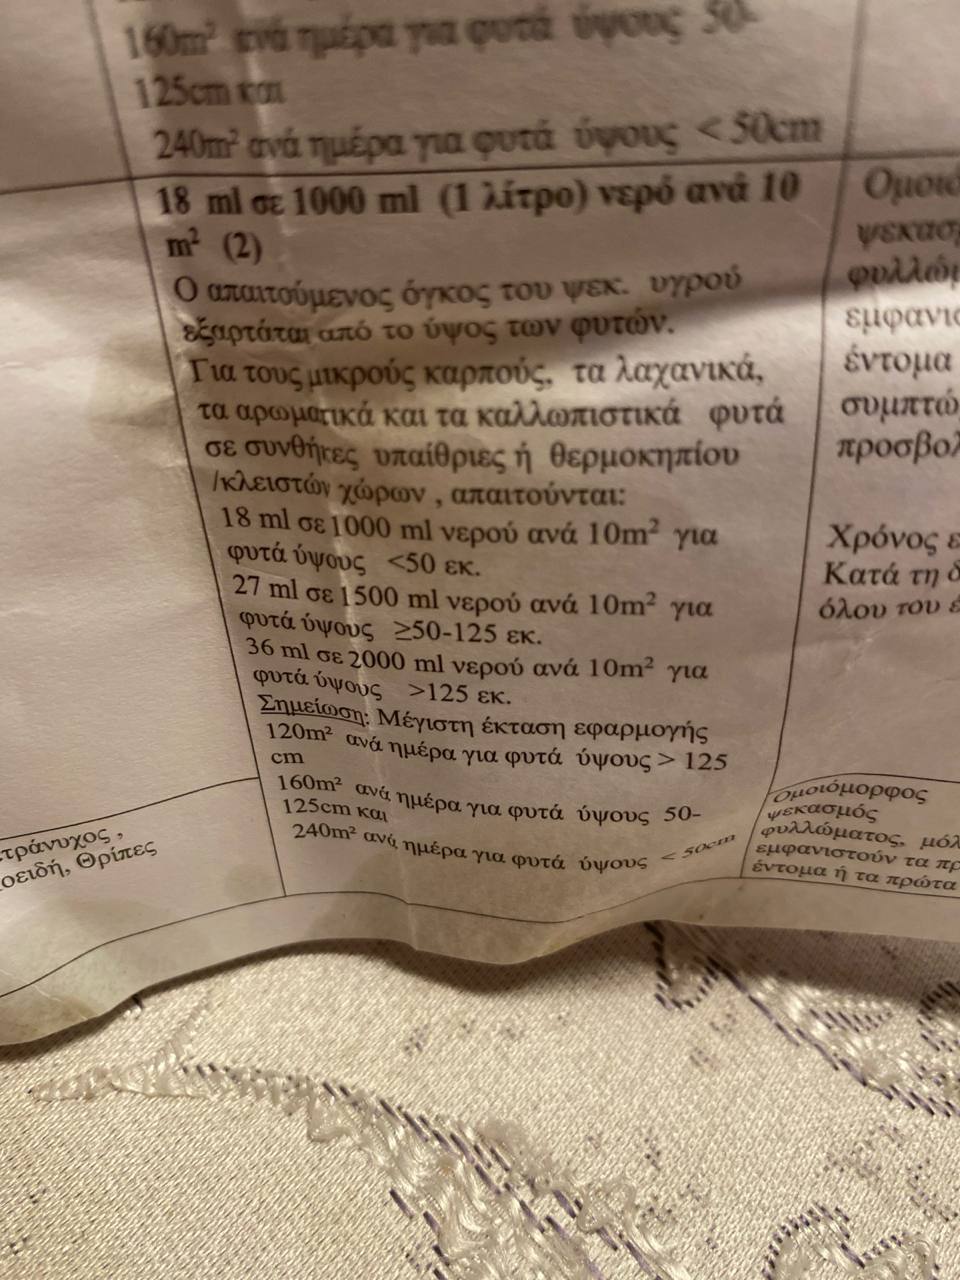 160m² ανά ημέρα για φυτά ύψους 50-
125cm και
240m² ανά ημέρα για φυτά ύψους < 50cm
18 ml σε 1000 ml (1 λίτρο) νερό ανά 10
m² (2)
Ο απαιτούμενος όγκος του ψεκ. υγρού
εξαρτάται από το ύψος των φυτών.
Για τους μικρούς καρπούς, τα λαχανικά,
τα αρωματικά και τα καλλωπιστικά φυτά
σε συνθήκες υπαίθριες ή θερμοκηπίου
/κλειστών χώρων , απαιτούνται:
18 ml σε 1000 ml νερού ανά 10m² για
φυτά ύψους <50 εκ.
27 ml σε 1500 ml νερού ανά 10m² για
φυτά ύψους ≥50-125 εκ.
36 ml σε 2000 ml νερού ανά 10m² για
φυτά ύψους >125 εκ.
Σημείωση: Μέγιστη έκταση εφαρμογής
120m² ανά ημέρα για φυτά ύψους > 125
cm
160m² ανά ημέρα για φυτά ύψους 50-
125cm και
240m² ανά ημέρα για φυτά ύψους < 50cm
Ομοιό
ψεκασ
φυλλώμ
εμφανισ
έντομα
συμπτώ
προσβολ
Χρόνος ε
Κατά τη δ
όλου του έ
τράνυχος ,
οειδή, Θρίπες
Ομοιόμορφος
ψεκασμός
φυλλώματος, μόλ
εμφανιστούν τα πρ
έντομα ή τα πρώτα